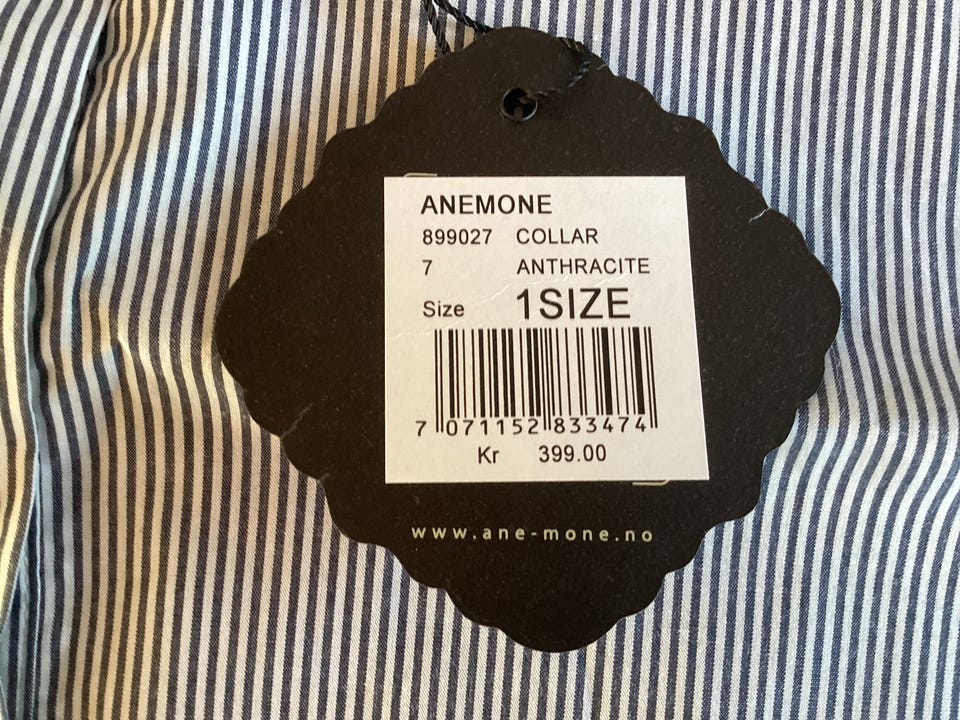 ANEMONE
899027 COLLAR
7 ANTHRACITE
Size 1SIZE
7 071152 833474
Kr 399.00
www.ane-mone.no